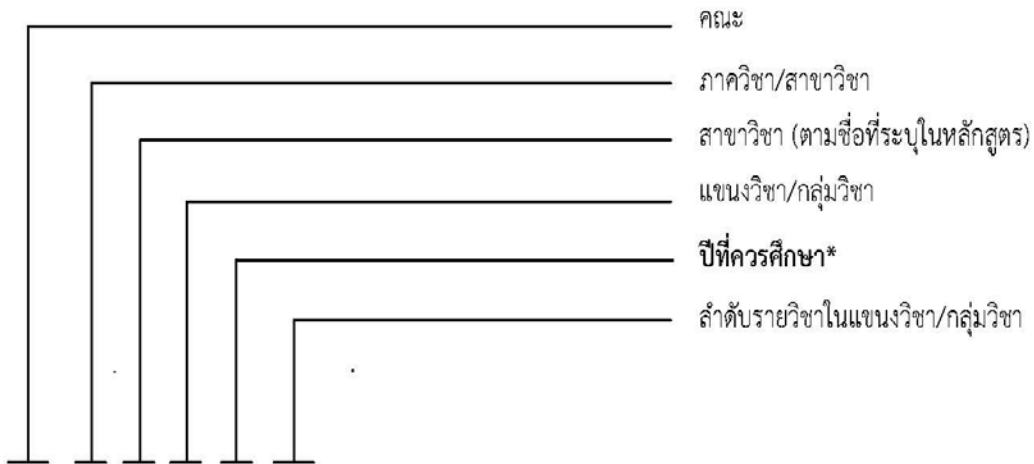 คณะ
ภาควิชา/สาขาวิชา
สาขาวิชา (ตามชื่อที่ระบุในหลักสูตร)
แขนงวิชา/กลุ่มวิชา
ปีที่ควรศึกษา*
ลำดับรายวิชาในแขนงวิชา/กลุ่มวิชา